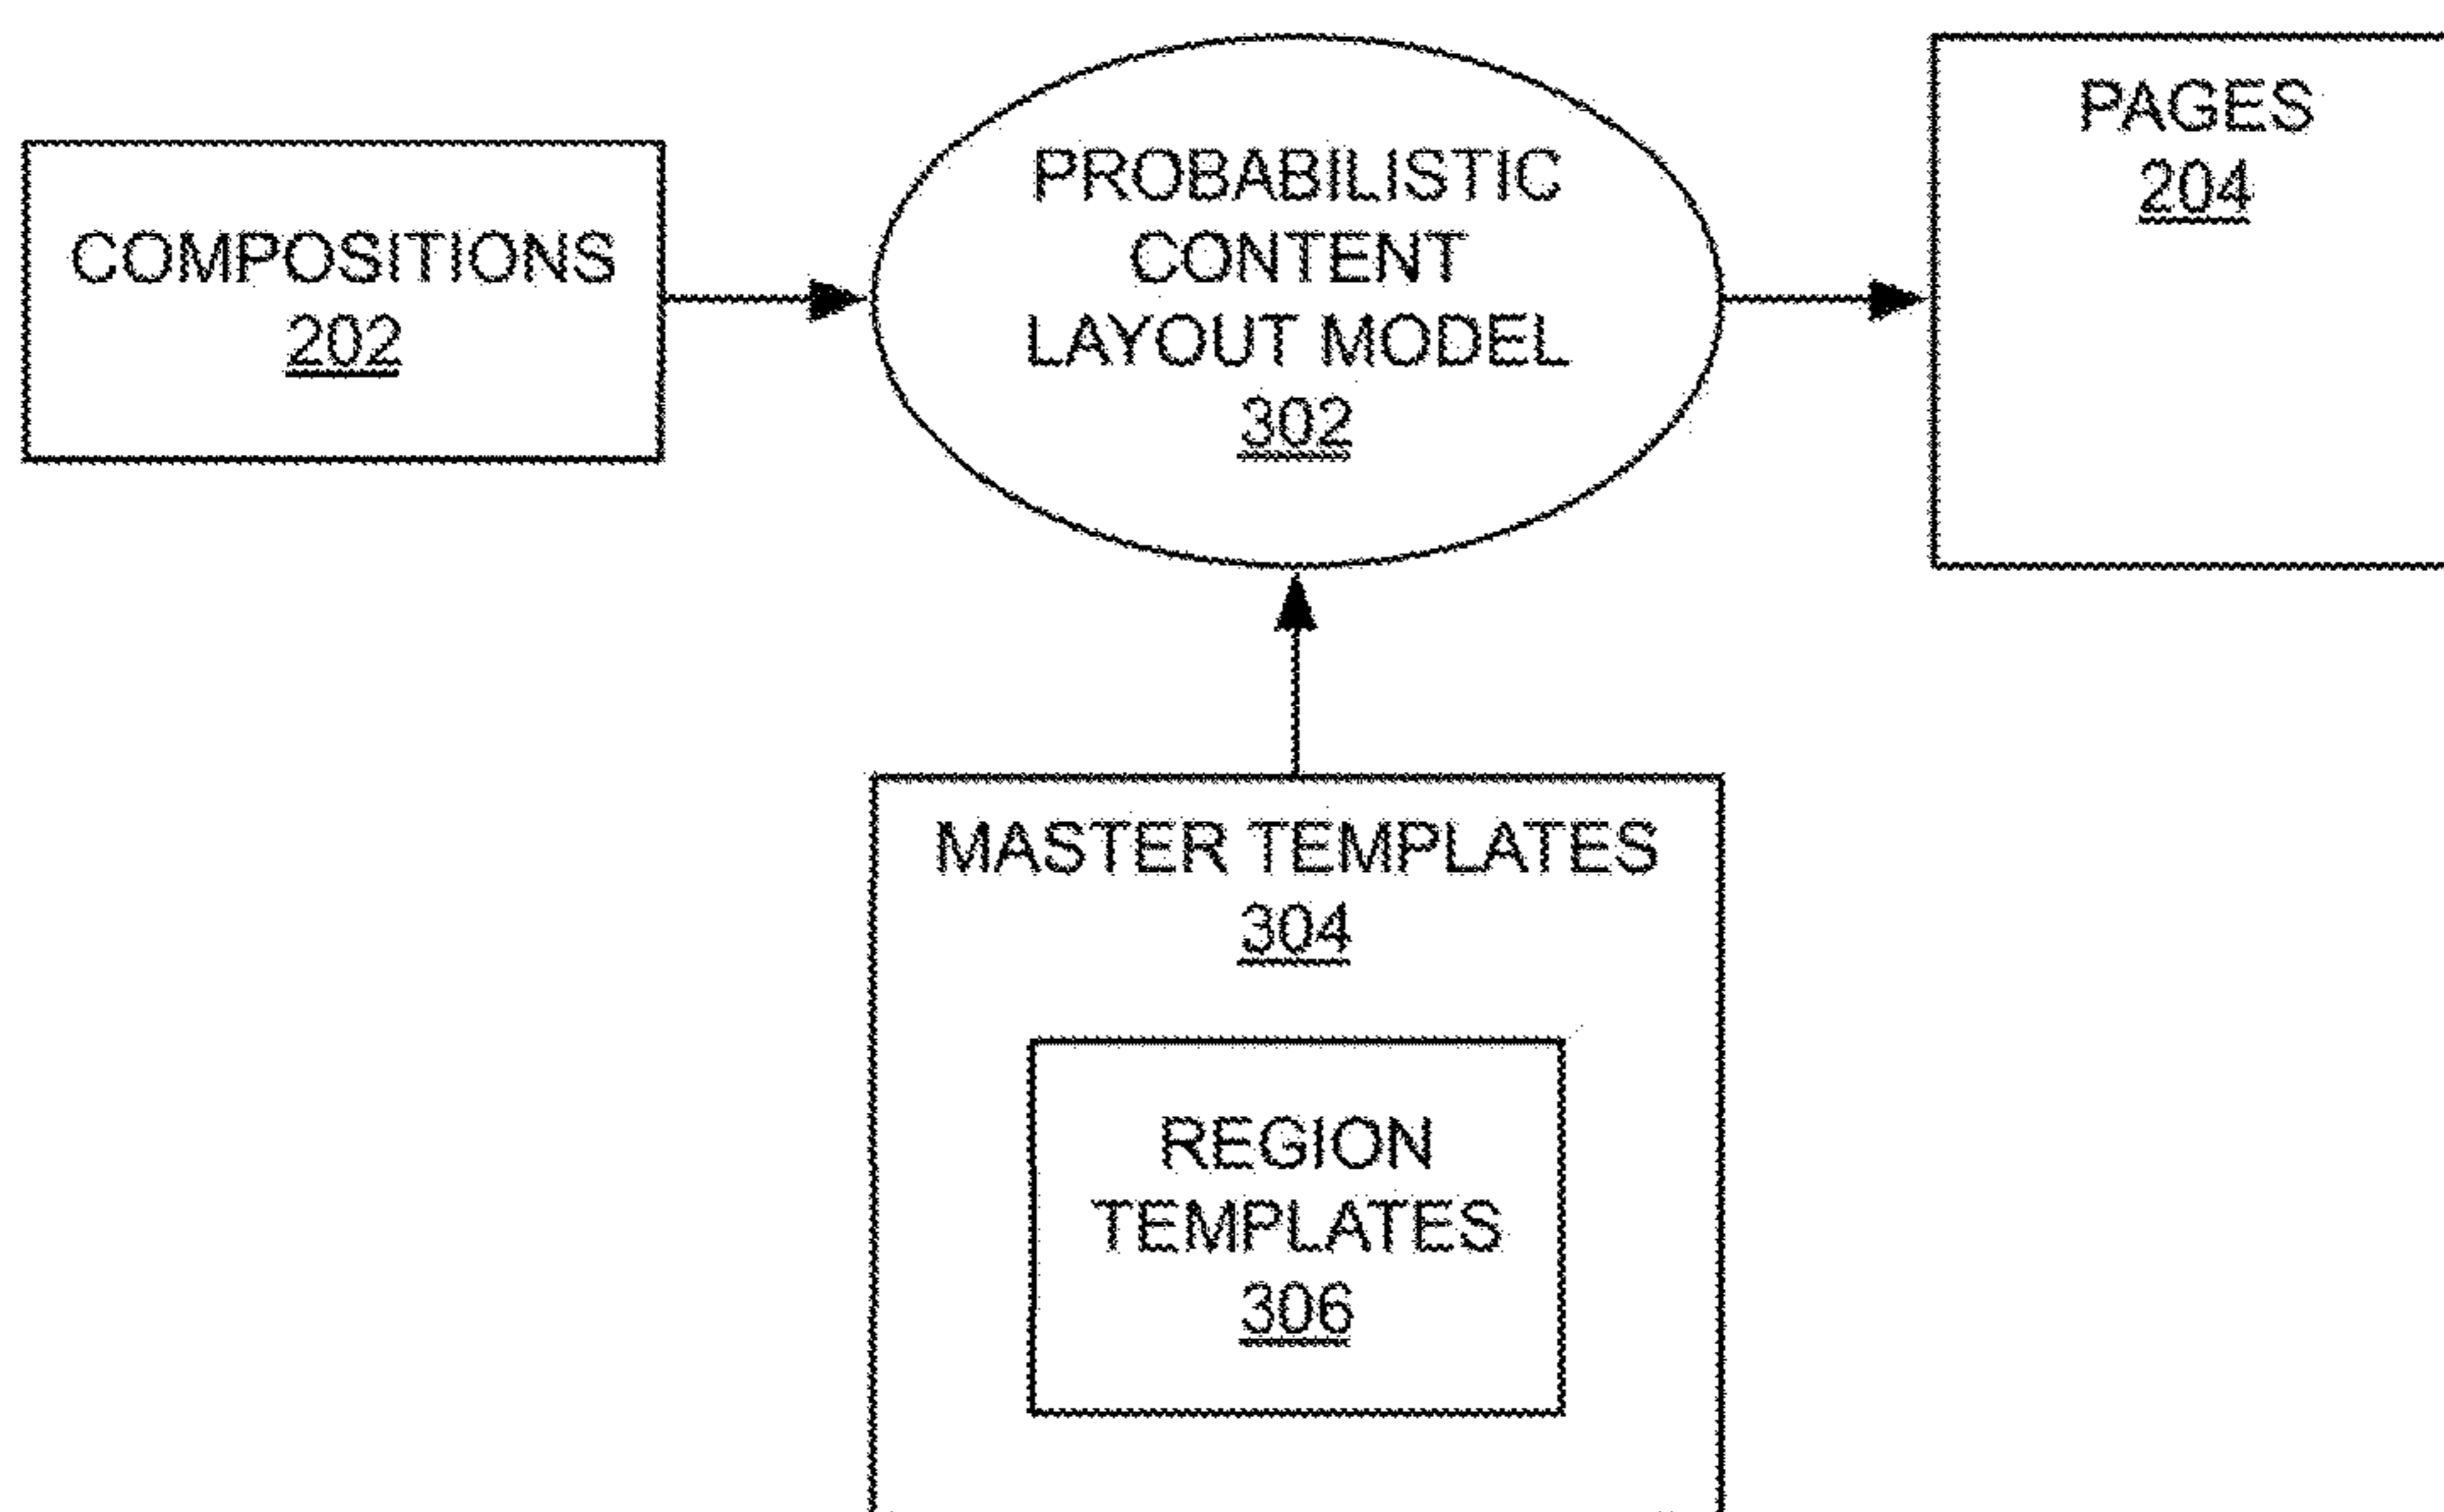 COMPOSITIONS
202
PROBABILISTIC
CONTENT
LAYOUT MODEL
302
PAGES
204
MASTER TEMPLATES
304
REGION
TEMPLATES
306